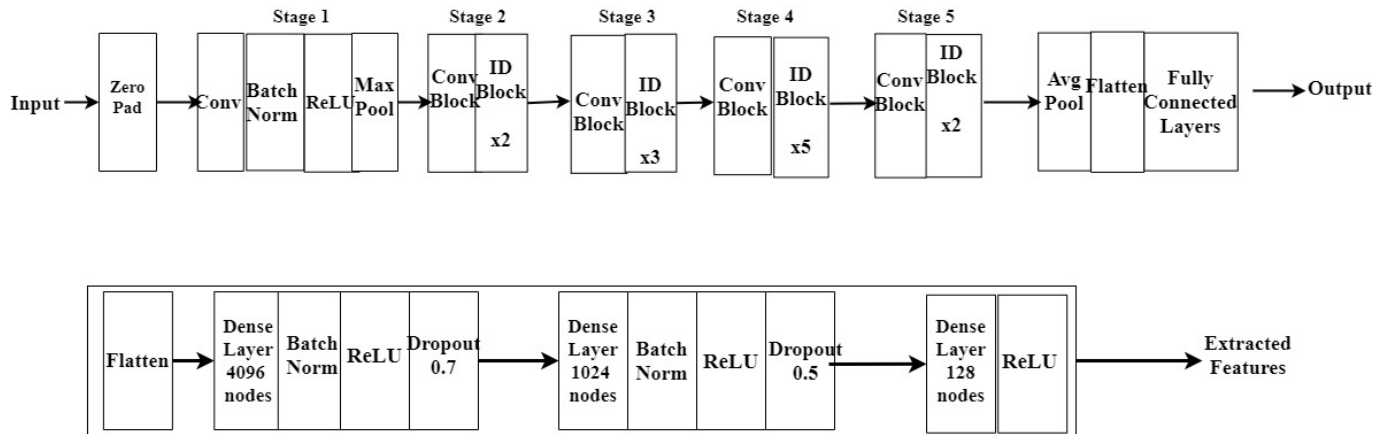 Stage 1
Stage 2
Stage 3
Stage 4
Stage 5
Input
Zero
Pad
Conv
Batch
Norm
ReLU
Max
Pool
Conv
Block
ID
Block
x2
Conv
Block
ID
Block
x3
Conv
Block
ID
Block
x5
Conv
Block
ID
Block
x2
Avg
Pool
Flatten
Fully
Connected
Layers
Output
Flatten
Dense
Layer
4096
nodes
Batch
Norm
ReLU
Dropout
0.7
Dense
Layer
1024
nodes
Batch
Norm
ReLU
Dropout
0.5
Dense
Layer
128
nodes
ReLU
Extracted
Features